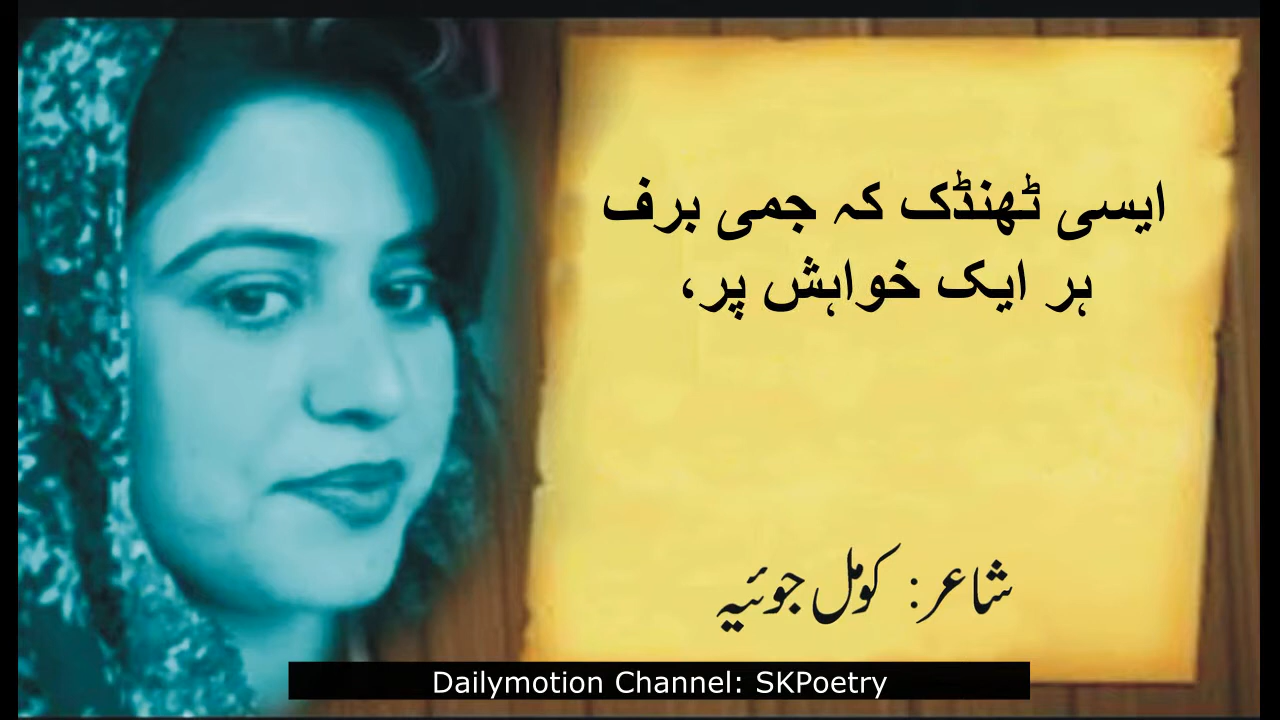 ایسی ٹھنڈک کہ جمی برف
ہر ایک خواہش پر،
شاعر: کومل جوئیہ
Dailymotion Channel: SKPoetry